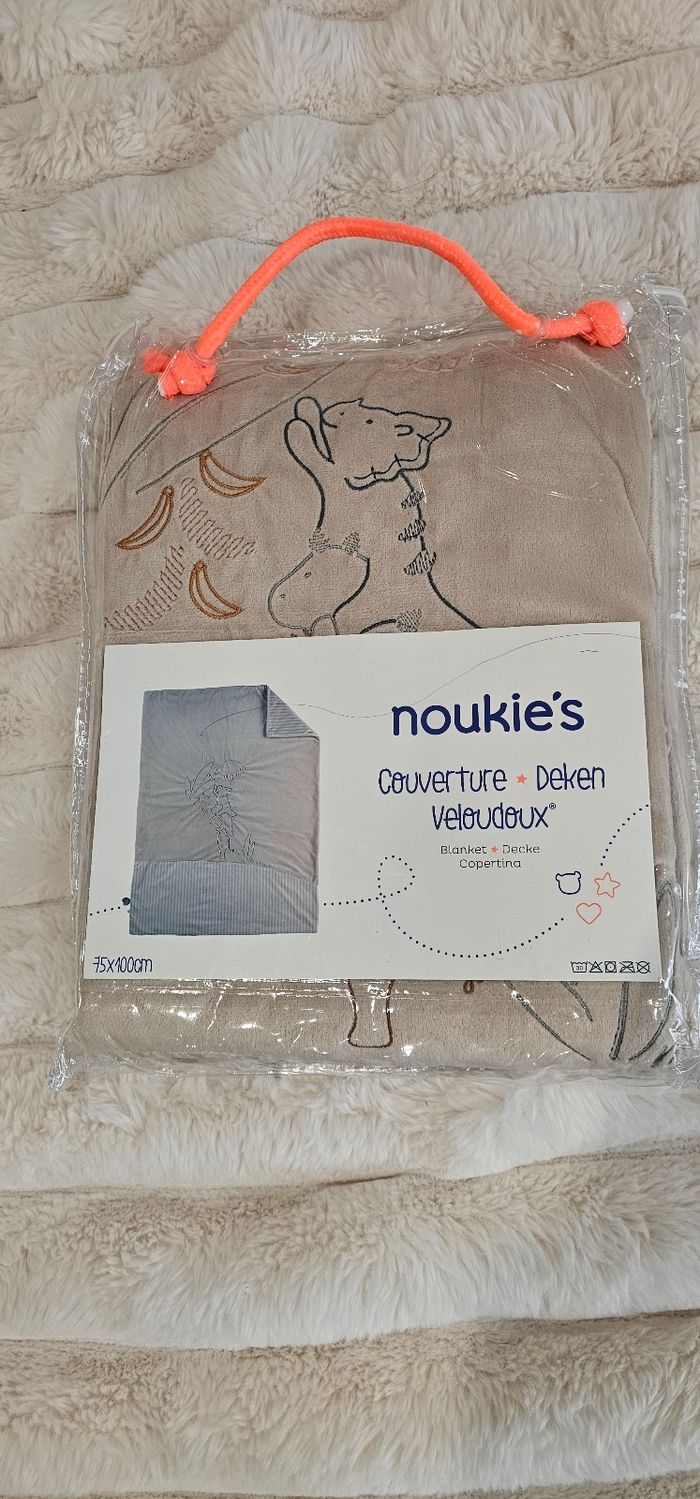 noukie's
Couverture ★ Deken
Veloudoux®
Blanket ★ Decke
Copertina
75x100cm